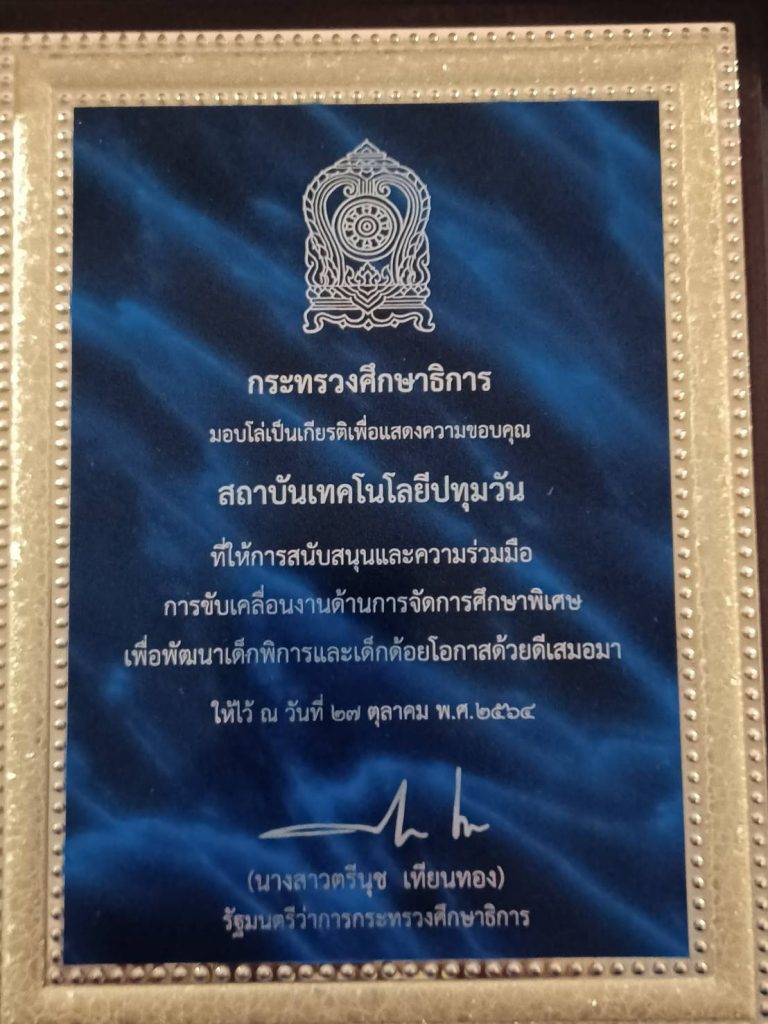 กระทรวงศึกษาธิการ
มอบโล่เป็นเกียรติเพื่อแสดงความขอบคุณ
สถาบันเทคโนโลยีปทุมวัน
ที่ให้การสนับสนุนและความร่วมมือ
การขับเคลื่อนงานด้านการจัดการศึกษาพิเศษ
เพื่อพัฒนาเด็กพิการและเด็กด้อยโอกาสด้วยดีเสมอมา
ให้ไว้ ณ วันที่ ๒๗ ตุลาคม พ.ศ.๒๕๖๔
(นางสาวตรีนุช เทียนทอง)
รัฐมนตรีว่าการกระทรวงศึกษาธิการ